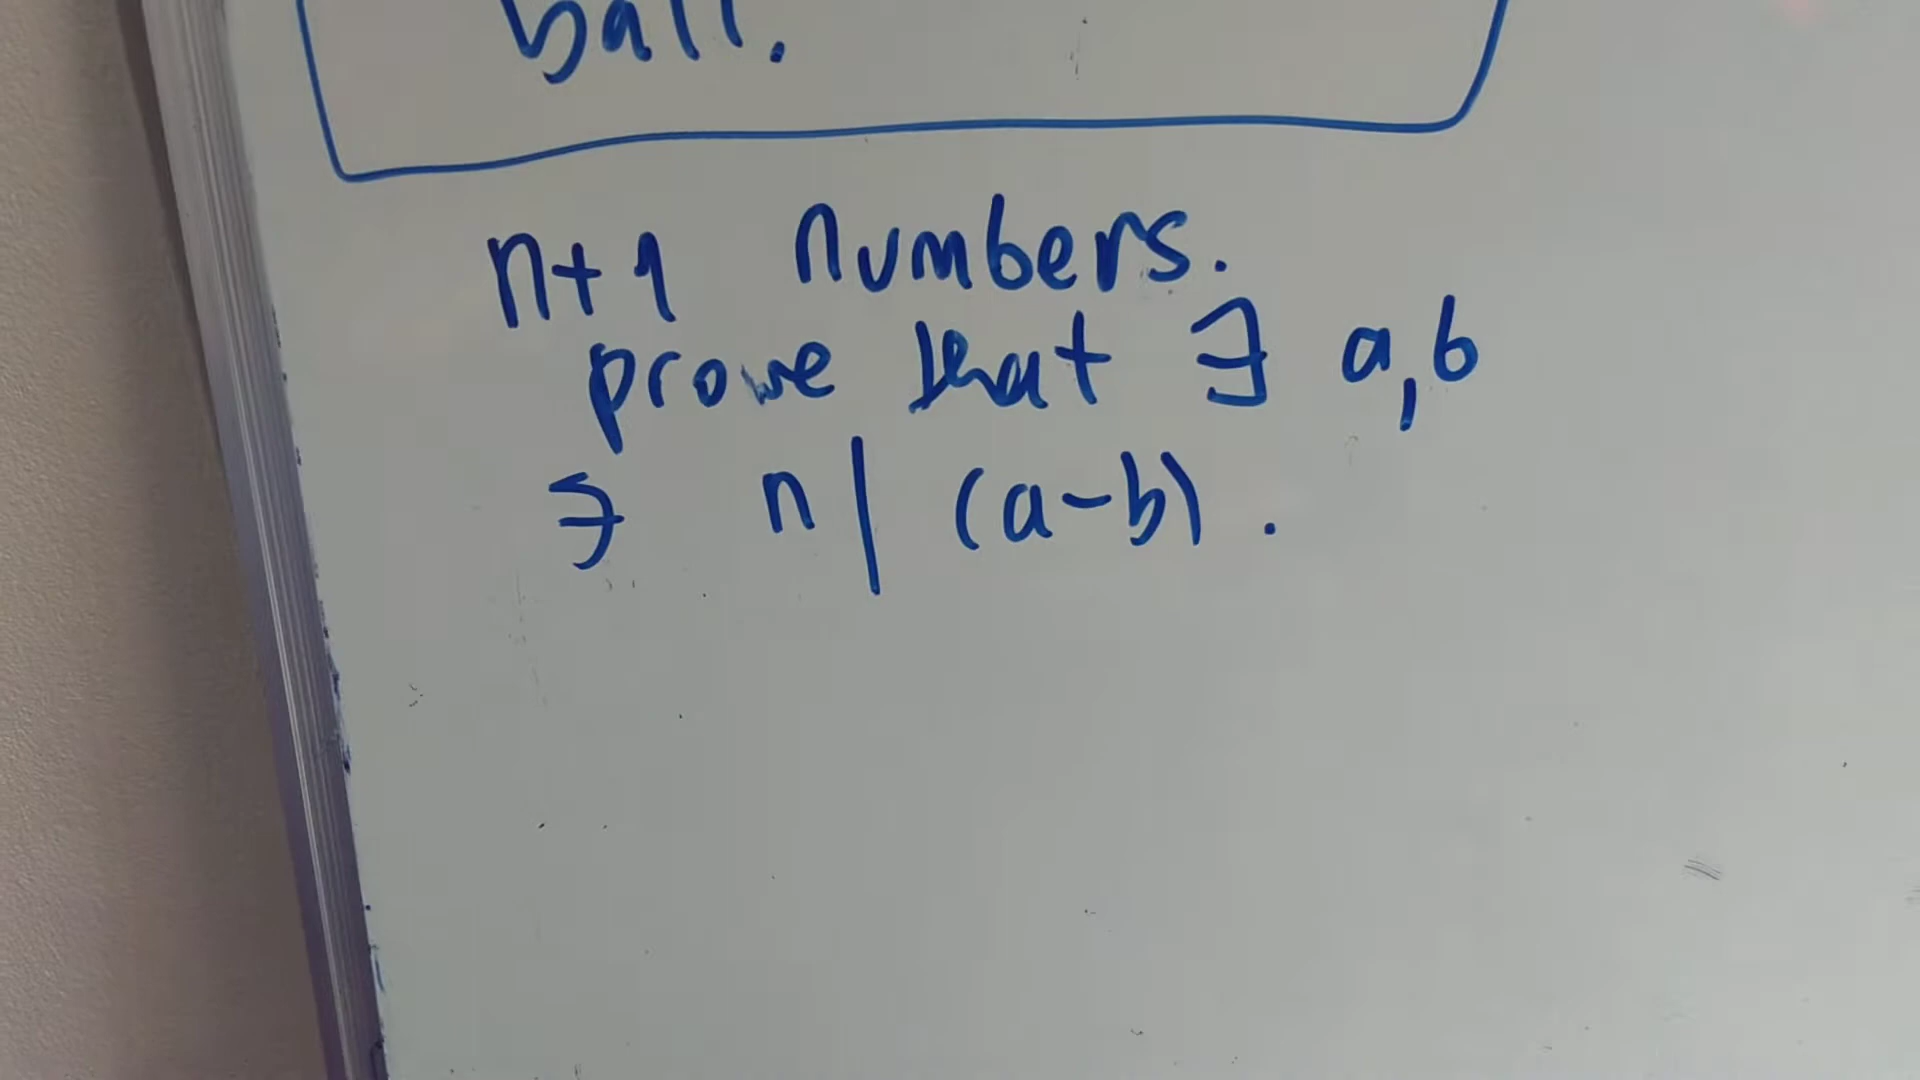 ball.
n+1 numbers.
prove that ∃ a,b
∋ n | (a-b).